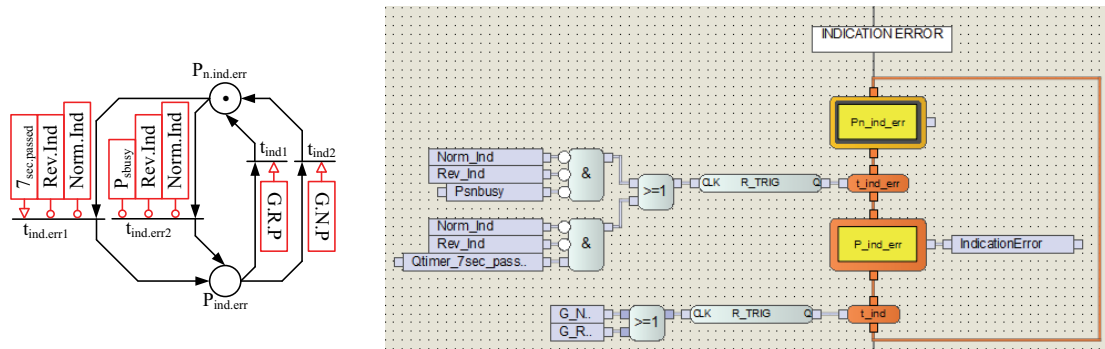 Pn.ind.err
7sec.passed
Rev.Ind
Norm.Ind
Psbusy
Rev.Ind
Norm.Ind
tind1
tind2
G.R.P
G.N.P
tind.err1
tind.err2
Pind.err
INDICATION ERROR
Pn_ind_err
Norm_Ind
Rev_Ind
Psnbusy
&
>=1
CLK R_TRIG Q
t_ind_err
Norm_Ind
Rev_Ind
Qtimer_7sec_pass..
&
P_ind_err
IndicationError
G_N..
G_R..
>=1
CLK R_TRIG Q
t_ind